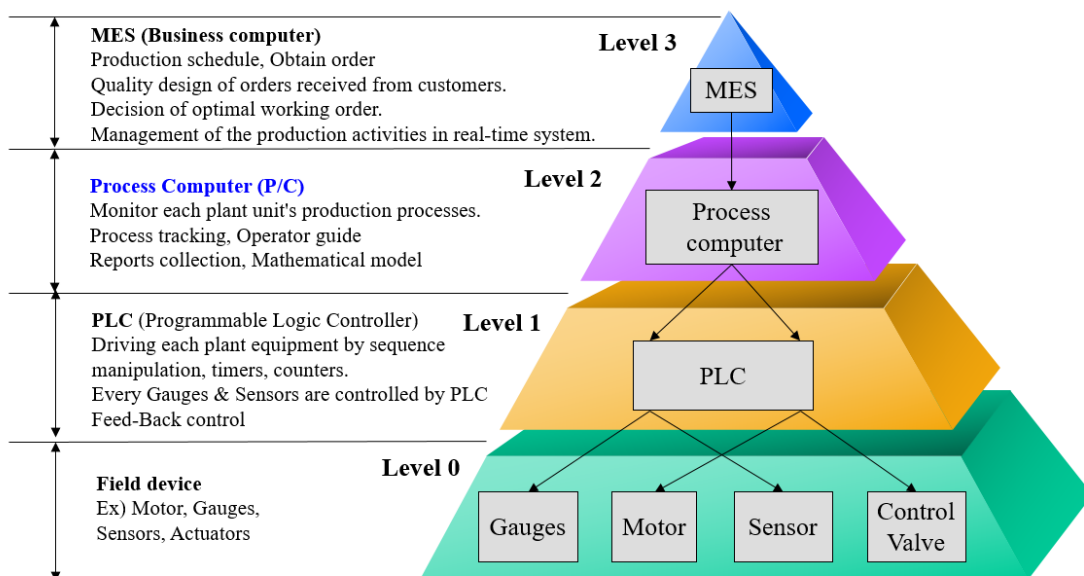 MES (Business computer)
Production schedule, Obtain order
Quality design of orders received from customers.
Decision of optimal working order.
Management of the production activities in real-time system.
Level 3
MES
Process Computer (P/C)
Monitor each plant unit's production processes.
Process tracking, Operator guide
Reports collection, Mathematical model
Level 2
Process
computer
PLC (Programmable Logic Controller)
Driving each plant equipment by sequence
manipulation, timers, counters.
Every Gauges & Sensors are controlled by PLC
Feed-Back control
Level 1
PLC
Field device
Ex) Motor, Gauges,
Sensors, Actuators
Level 0
Gauges
Motor
Sensor
Control
Valve